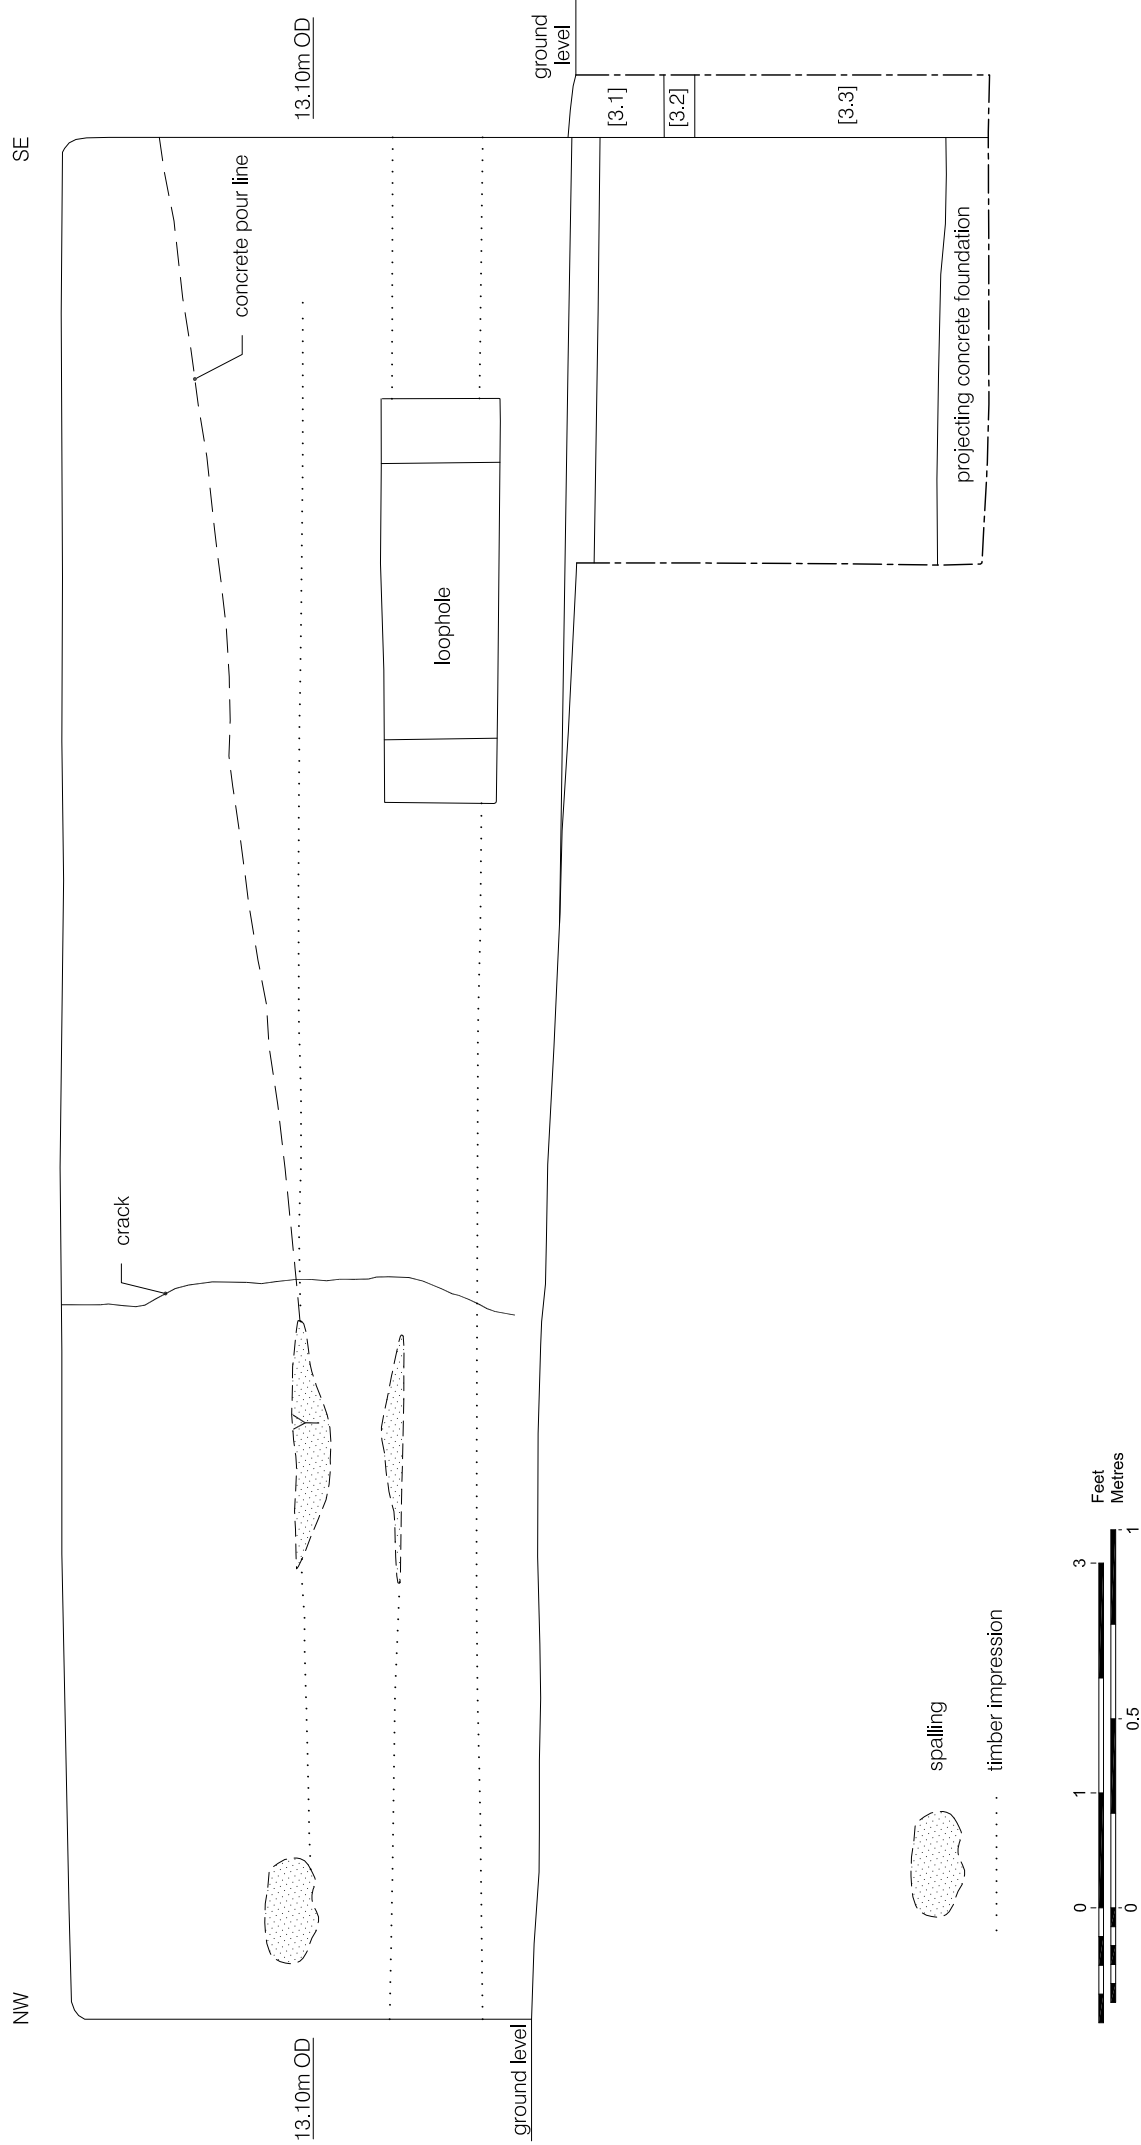 NW
SE
13.10m OD
13.10m OD
crack
concrete pour line
loophole
ground level
ground
level
[3.1]
[3.2]
[3.3]
projecting concrete foundation
spalling
timber impression
0
1
3
Feet
Metres
0
0.5
1